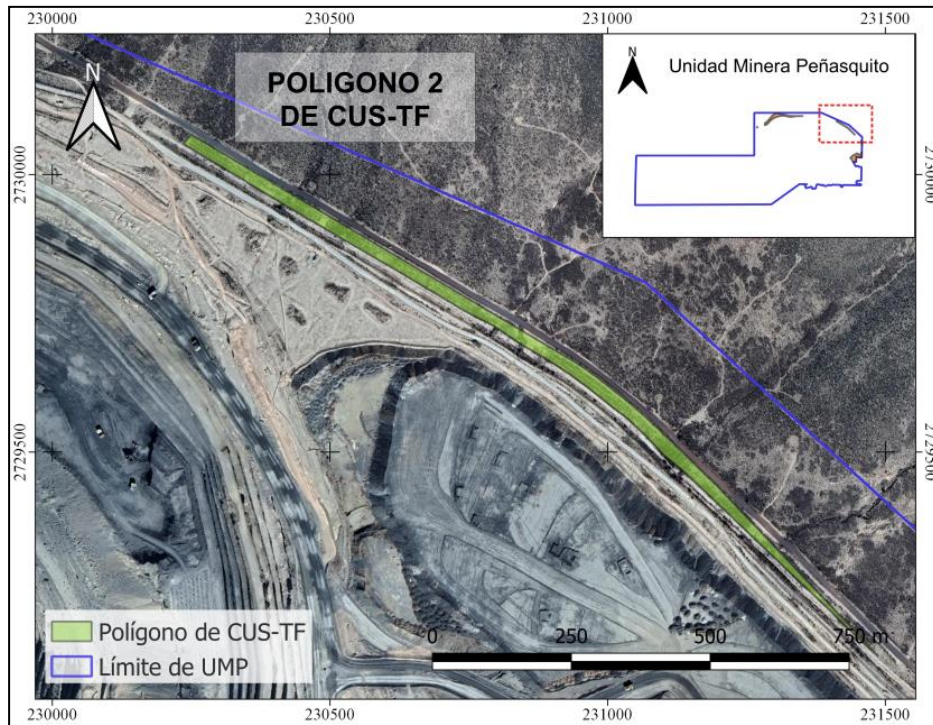 230000 230500 231000 231500
N
POLIGONO 2
DE CUS-TF
N
Unidad Minera Peñasquito
2730000
2730000
2729500
2729500
Polígono de CUS-TF
Límite de UMP
0 250 500 750 m
230000 230500 231000 231500